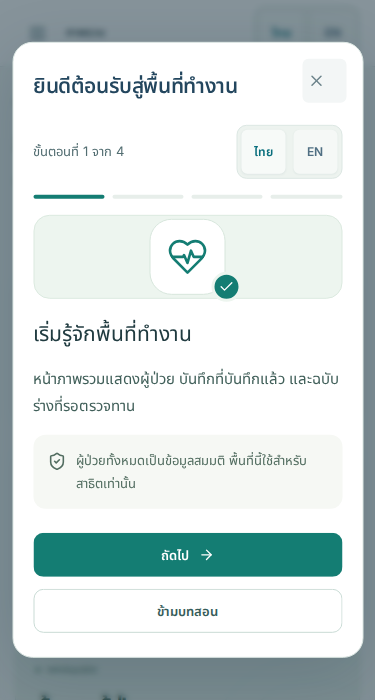 ยินดีต้อนรับสู่พื้นที่ทำงาน
ขั้นตอนที่ 1 จาก 4
ไทย
EN
เริ่มรู้จักพื้นที่ทำงาน
หน้าภาพรวมแสดงผู้ป่วย บันทึกที่บันทึกแล้ว และฉบับ
ร่างที่รอตรวจทาน
ผู้ป่วยทั้งหมดเป็นข้อมูลสมมติ พื้นที่นี้ใช้สำหรับ
สาธิตเท่านั้น
ถัดไป
ข้ามบทสอน